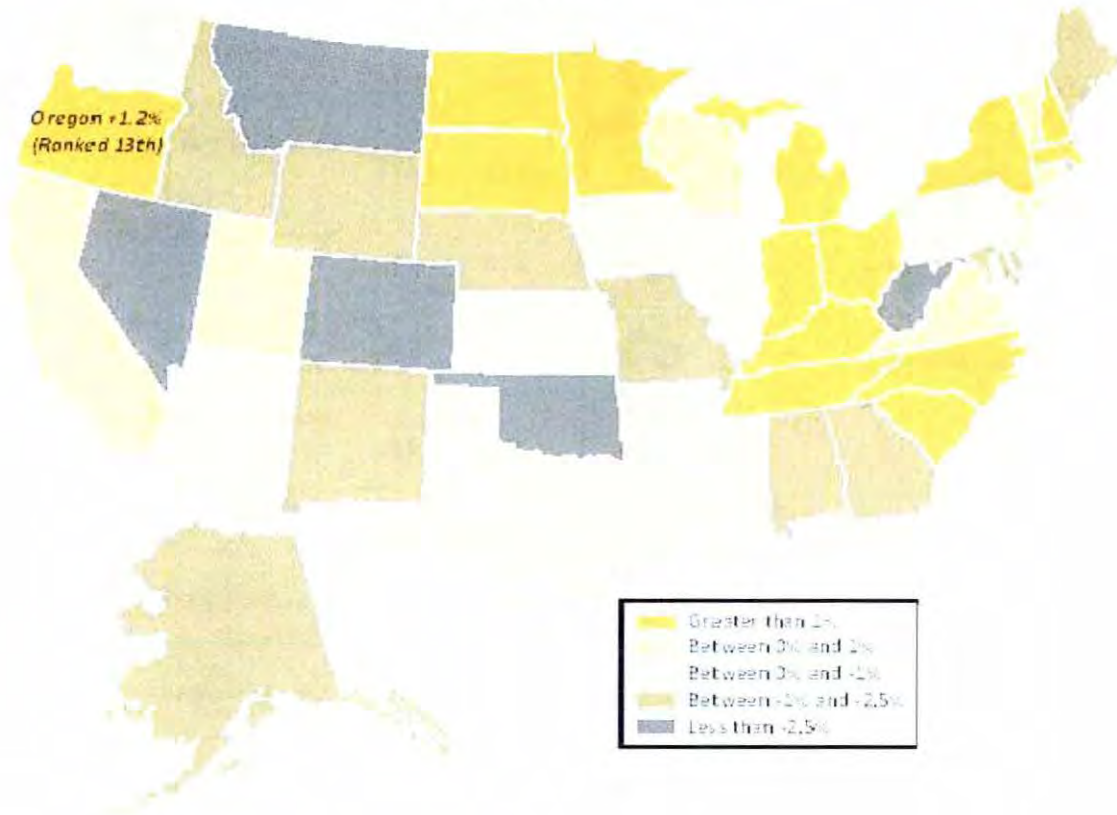 Oregon +1.2%
(Ranked 13th)
Greater than 1%
Between 0% and 1%
Between 0% and -1%
Between -1% and -2.5%
Less than -2.5%